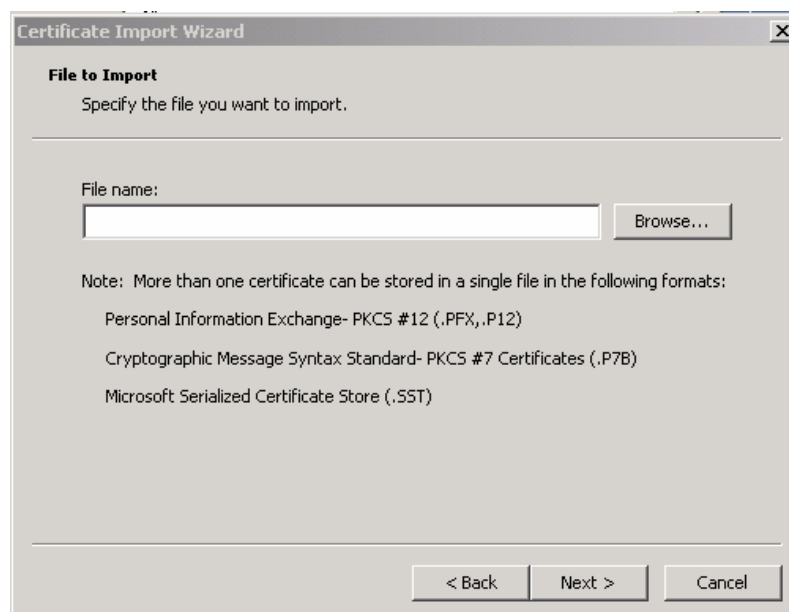 Certificate Import Wizard
File to Import
Specify the file you want to import.
File name:
Browse...
Note:  More than one certificate can be stored in a single file in the following formats:
Personal Information Exchange- PKCS #12 (.PFX,.P12)
Cryptographic Message Syntax Standard- PKCS #7 Certificates (.P7B)
Microsoft Serialized Certificate Store (.SST)
< Back
Next >
Cancel